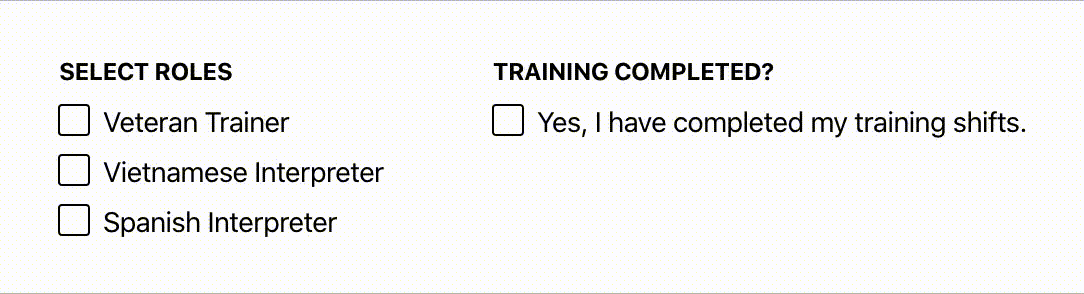 SELECT ROLES
Veteran Trainer
Vietnamese Interpreter
Spanish Interpreter
TRAINING COMPLETED?
Yes, I have completed my training shifts.